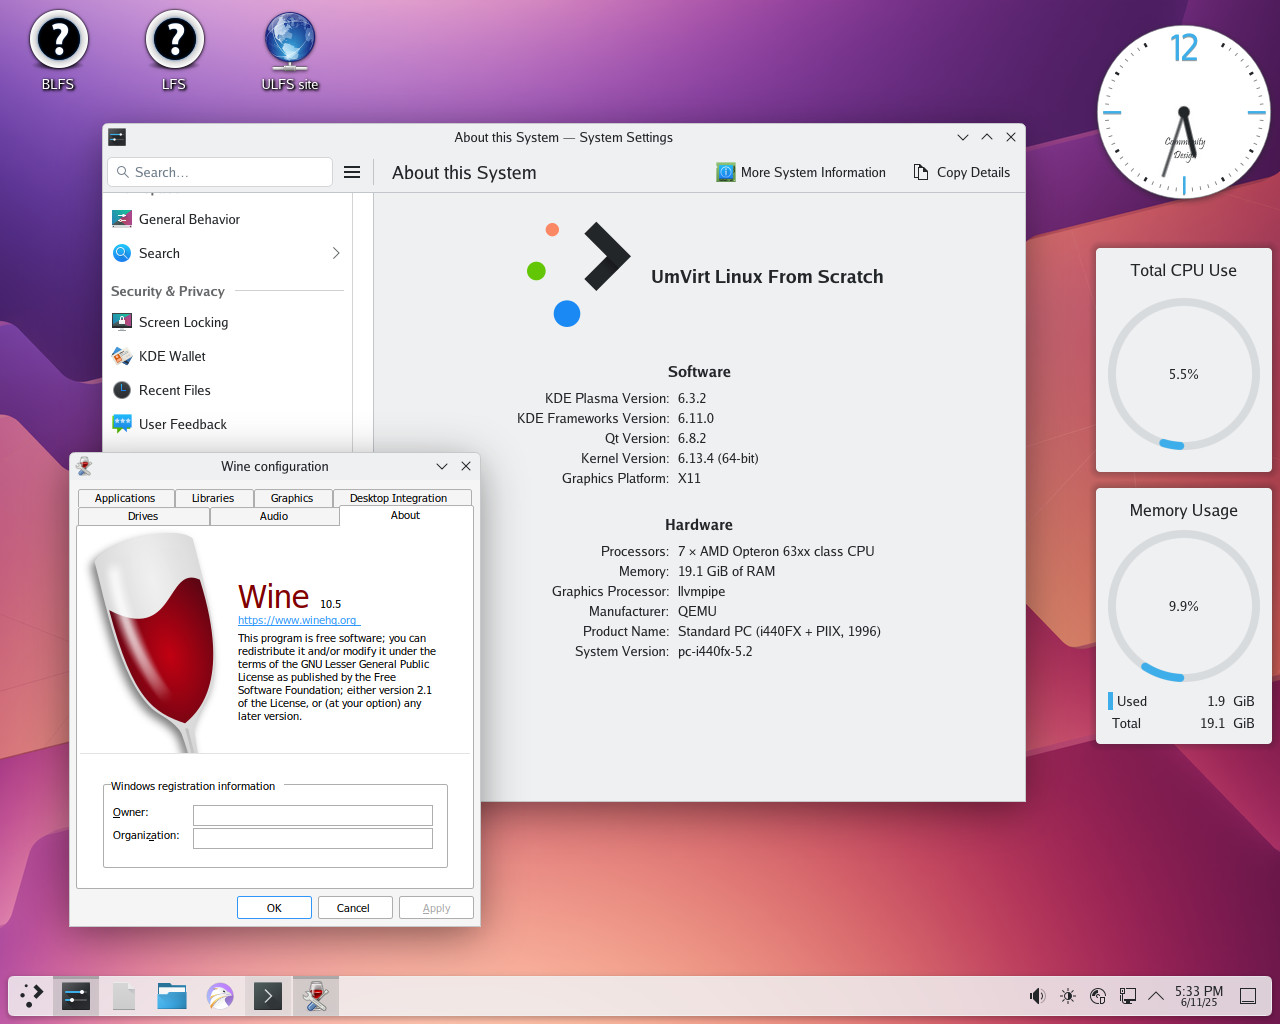 BLFS
LFS
ULFS site
12
Community
Design
About this System — System Settings
Search...
About this System
More System Information
Copy Details
General Behavior
Search
Security & Privacy
Screen Locking
KDE Wallet
Recent Files
User Feedback
UmVirt Linux From Scratch
Software
KDE Plasma Version: 6.3.2
KDE Frameworks Version: 6.11.0
Qt Version: 6.8.2
Kernel Version: 6.13.4 (64-bit)
Graphics Platform: X11
Hardware
Processors: 7 × AMD Opteron 63xx class CPU
Memory: 19.1 GiB of RAM
Graphics Processor: llvmpipe
Manufacturer: QEMU
Product Name: Standard PC (i440FX + PIIX, 1996)
System Version: pc-i440fx-5.2
Total CPU Use
5.5%
Memory Usage
9.9%
Used 1.9 GiB
Total 19.1 GiB
Wine configuration
Applications Libraries Graphics Desktop Integration
Drives Audio About
Wine 10.5
https://www.winehq.org
This program is free software; you can
redistribute it and/or modify it under the
terms of the GNU Lesser General Public
License as published by the Free
Software Foundation; either version 2.1
of the License, or (at your option) any
later version.
Windows registration information
Owner:
Organization:
OK Cancel Apply
5:33 PM
6/11/25